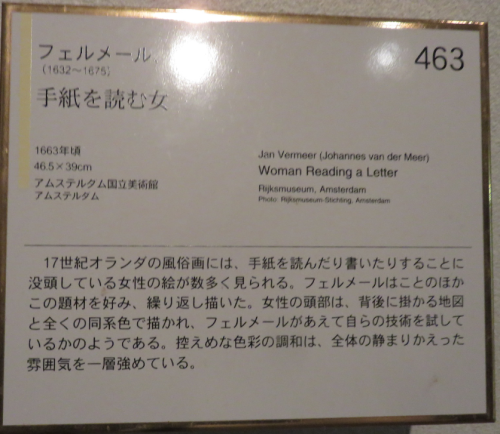 フェルメール,
(1632〜1675)
463
手紙を読む女
1663年頃
46.5×39cm
アムステルダム国立美術館
アムステルダム
Jan Vermeer (Johannes van der Meer)
Woman Reading a Letter
Rijksmuseum, Amsterdam
Photo: Rijksmuseum-Stichting, Amsterdam
17世紀オランダの風俗画には、手紙を読んだり書いたりすることに
没頭している女性の絵が数多く見られる。フェルメールはことのほか
この題材を好み、繰り返し描いた。女性の頭部は、背後に掛かる地図
と全くの同系色で描かれ、フェルメールがあえて自らの技術を試して
いるかのようである。控えめな色彩の調和は、全体の静まりかえった
雰囲気を一層強めている。